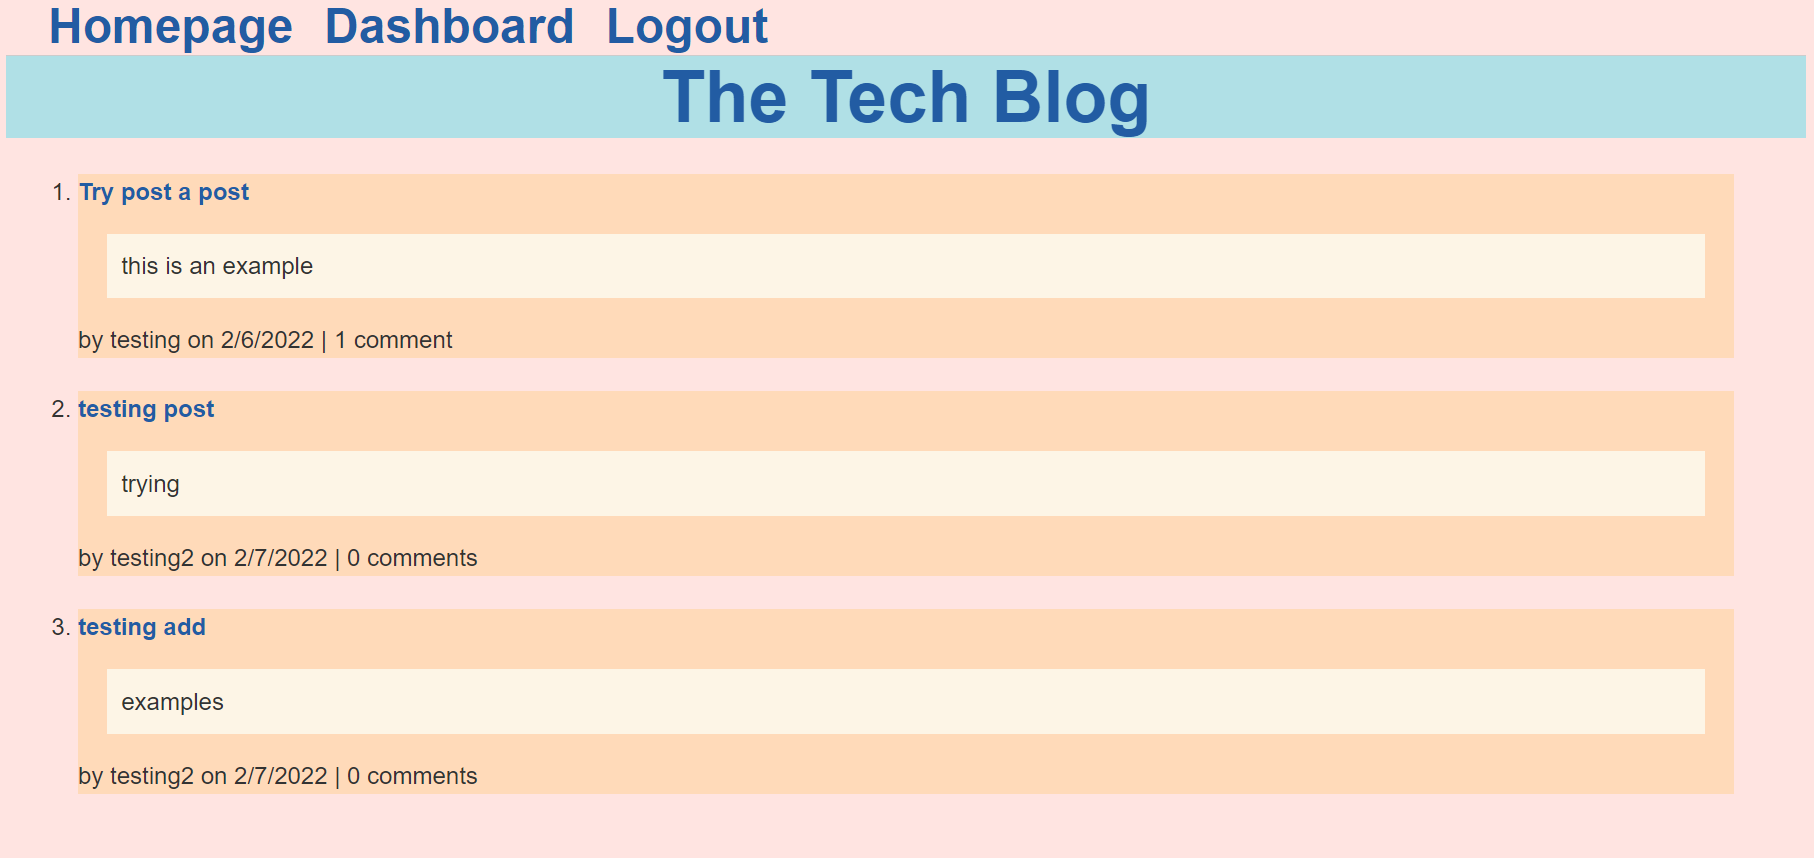 Homepage Dashboard Logout
The Tech Blog
1. Try post a post
this is an example
by testing on 2/6/2022 | 1 comment
2. testing post
trying
by testing2 on 2/7/2022 | 0 comments
3. testing add
examples
by testing2 on 2/7/2022 | 0 comments